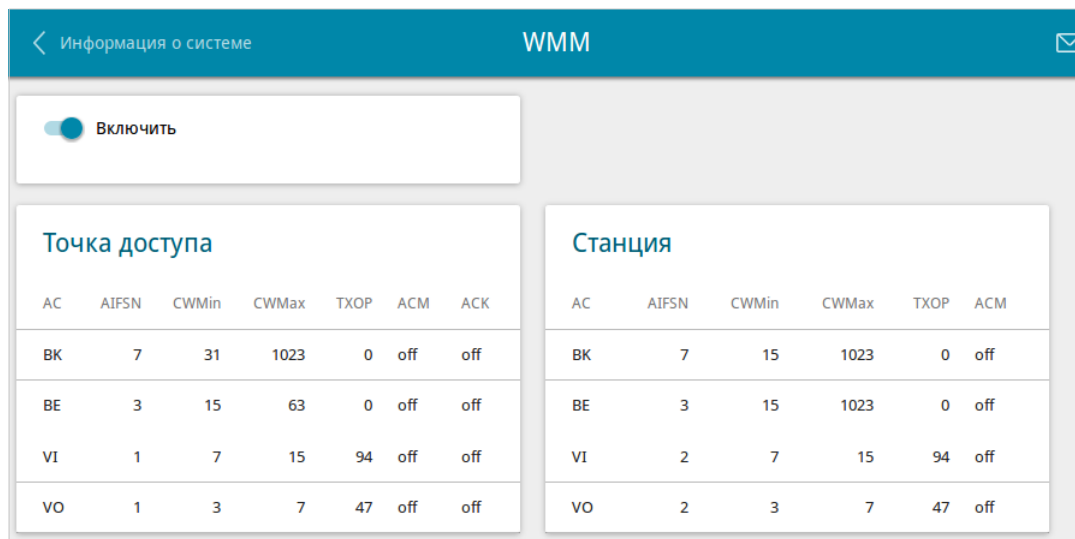 Информация о системе WMM
Включить
Точка доступа
AC AIFSN CWMin CWMax TXOP ACM ACK
BK 7 31 1023 0 off off
BE 3 15 63 0 off off
VI 1 7 15 94 off off
VO 1 3 7 47 off off
Станция
AC AIFSN CWMin CWMax TXOP ACM
BK 7 15 1023 0 off
BE 3 15 1023 0 off
VI 2 7 15 94 off
VO 2 3 7 47 off